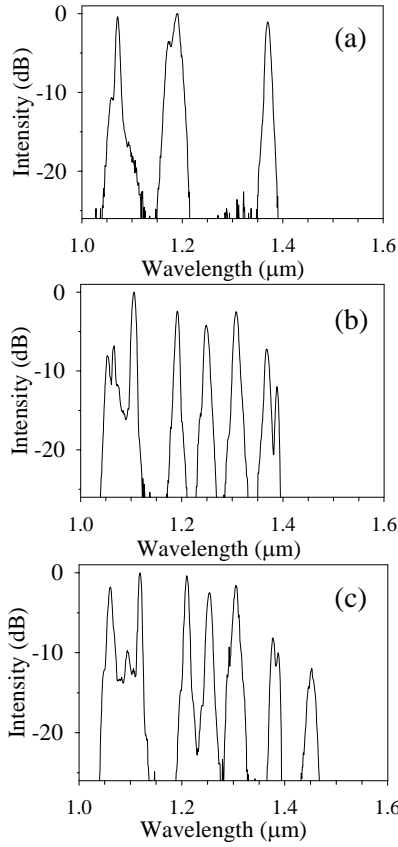 (a)
Intensity (dB)
0
-10
-20
1.0 1.2 1.4 1.6
Wavelength (μm)
(b)
Intensity (dB)
0
-10
-20
1.0 1.2 1.4 1.6
Wavelength (μm)
(c)
Intensity (dB)
0
-10
-20
1.0 1.2 1.4 1.6
Wavelength (μm)